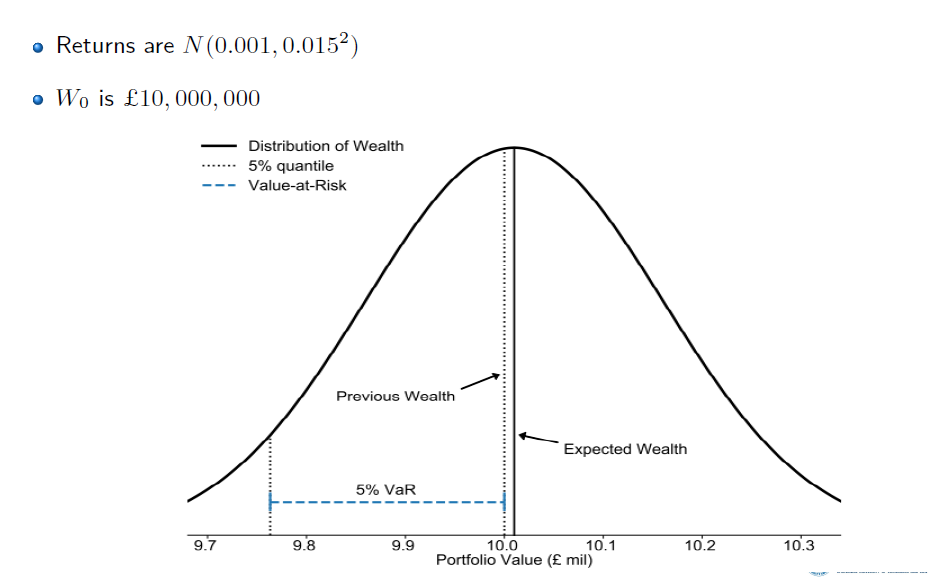 Returns are N(0.001, 0.015²)
W₀ is £10,000,000
Distribution of Wealth
5% quantile
Value-at-Risk
Previous Wealth
Expected Wealth
5% VaR
9.7 9.8 9.9 10.0 10.1 10.2 10.3
Portfolio Value (£ mil)